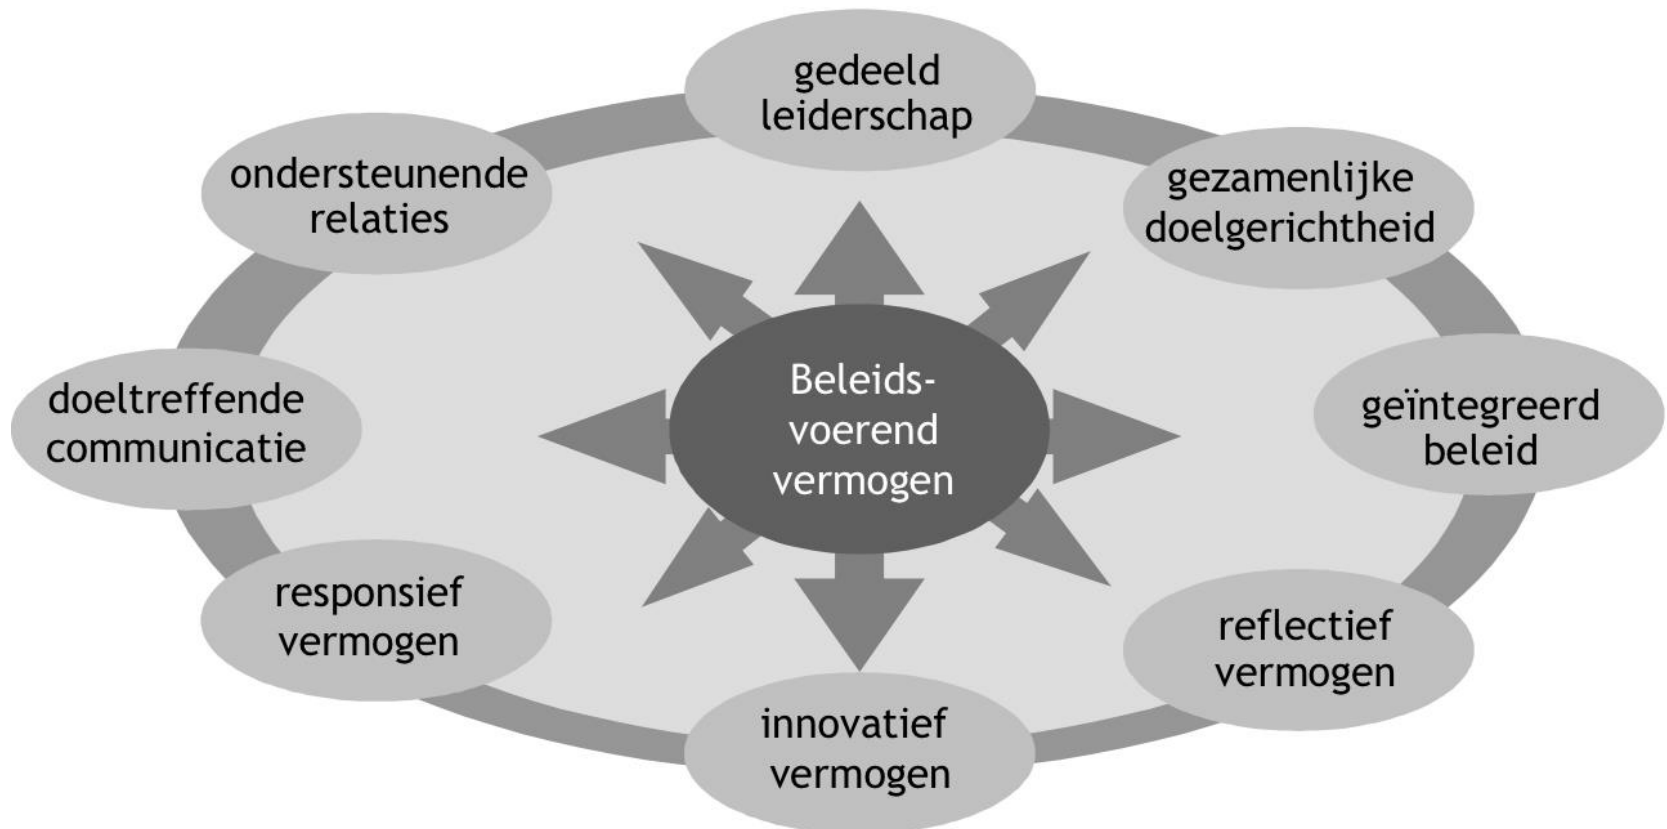 gedeeld
leiderschap
ondersteunende
relaties
gezamenlijke
doelgerichtheid
doeltreffende
communicatie
Beleids-
voerend
vermogen
geïntegreerd
beleid
responsief
vermogen
reflectief
vermogen
innovatief
vermogen